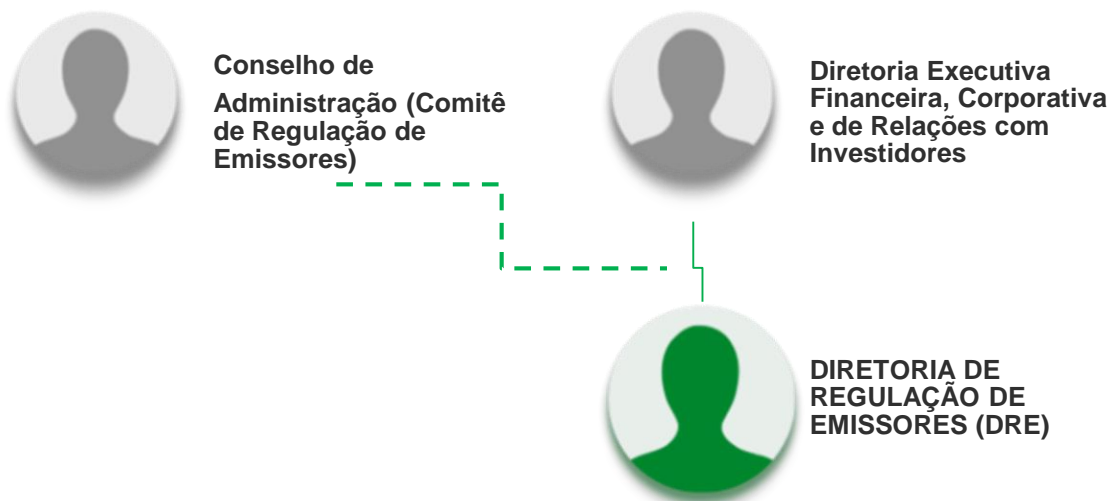 Conselho de
Administração (Comitê
de Regulação de
Emissores)
Diretoria Executiva
Financeira, Corporativa
e de Relações com
Investidores
DIRETORIA DE
REGULAÇÃO DE
EMISSORES (DRE)